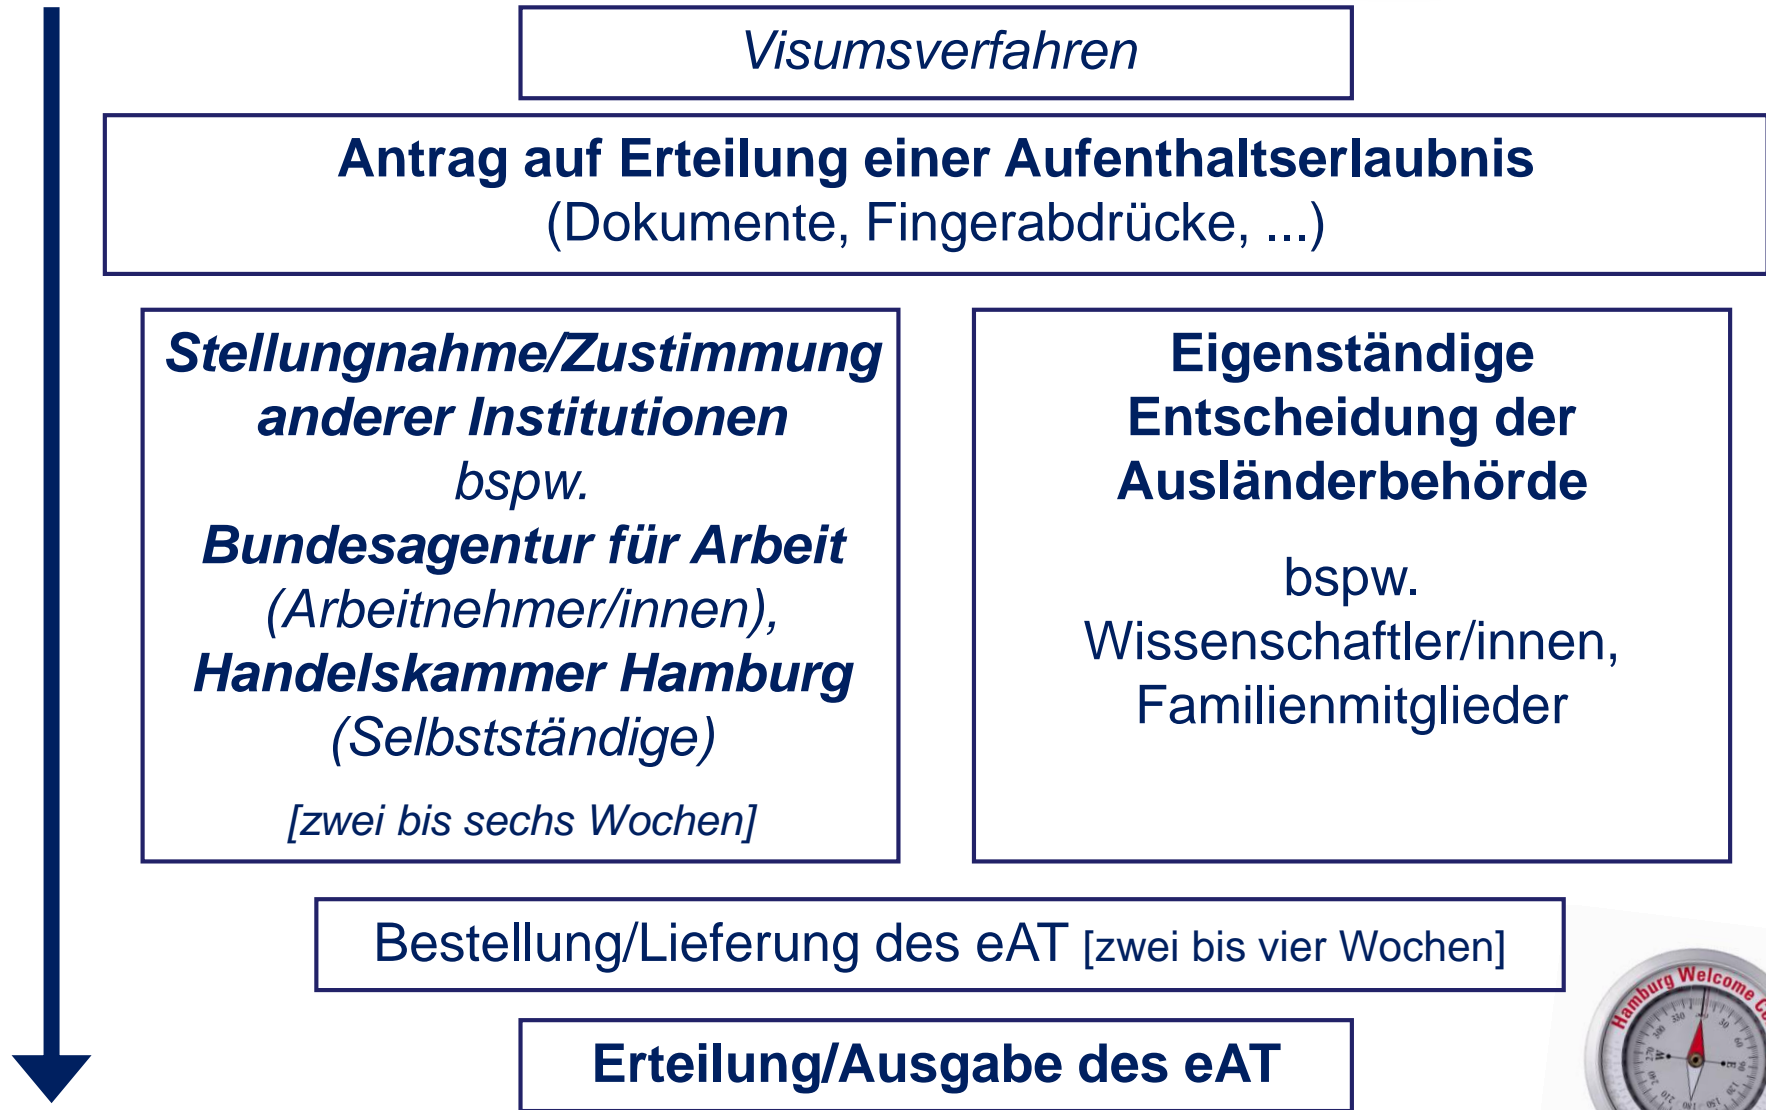 Visumsverfahren
Antrag auf Erteilung einer Aufenthaltserlaubnis
(Dokumente, Fingerabdrücke, ...)
Stellungnahme/Zustimmung
anderer Institutionen
bspw.
Bundesagentur für Arbeit
(Arbeitnehmer/innen),
Handelskammer Hamburg
(Selbstständige)
[zwei bis sechs Wochen]
Eigenständige
Entscheidung der
Ausländerbehörde
bspw.
Wissenschaftler/innen,
Familienmitglieder
Bestellung/Lieferung des eAT [zwei bis vier Wochen]
Hamburg Welcome
Erteilung/Ausgabe des eAT